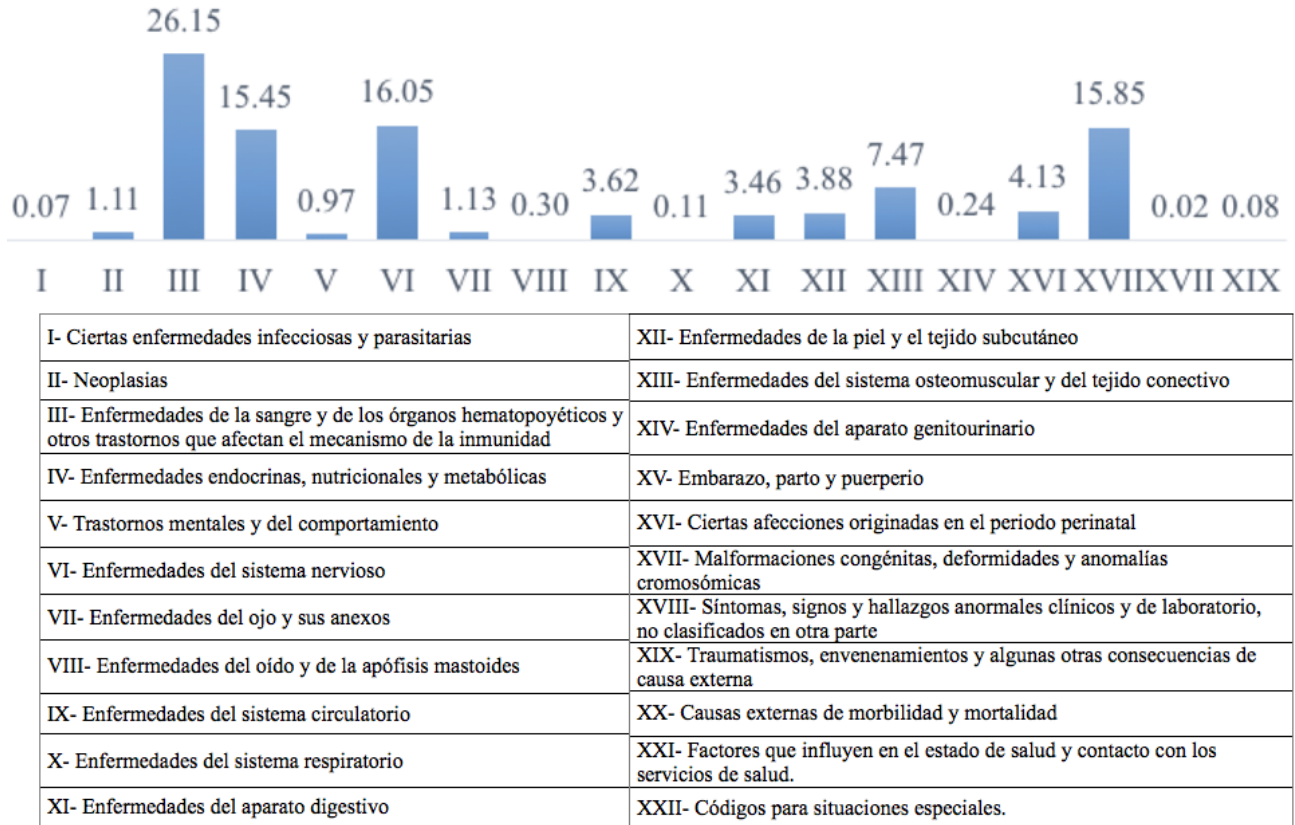 26.15
15.45
16.05
15.85
0.07 1.11
0.97
1.13 0.30
3.62
0.11
3.46 3.88
7.47
0.24
4.13
0.02 0.08
I II III IV V VI VII VIII IX X XI XII XIII XIV XVI XVII XVII XIX
I- Ciertas enfermedades infecciosas y parasitarias
II- Neoplasias
III- Enfermedades de la sangre y de los órganos hematopoyéticos y
otros trastornos que afectan el mecanismo de la inmunidad
IV- Enfermedades endocrinas, nutricionales y metabólicas
V- Trastornos mentales y del comportamiento
VI- Enfermedades del sistema nervioso
VII- Enfermedades del ojo y sus anexos
VIII- Enfermedades del oído y de la apófisis mastoides
IX- Enfermedades del sistema circulatorio
X- Enfermedades del sistema respiratorio
XI- Enfermedades del aparato digestivo
XII- Enfermedades de la piel y el tejido subcutáneo
XIII- Enfermedades del sistema osteomuscular y del tejido conectivo
XIV- Enfermedades del aparato genitourinario
XV- Embarazo, parto y puerperio
XVI- Ciertas afecciones originadas en el periodo perinatal
XVII- Malformaciones congénitas, deformidades y anomalías
cromosómicas
XVIII- Síntomas, signos y hallazgos anormales clínicos y de laboratorio,
no clasificados en otra parte
XIX- Traumatismos, envenenamientos y algunas otras consecuencias de
causa externa
XX- Causas externas de morbilidad y mortalidad
XXI- Factores que influyen en el estado de salud y contacto con los
servicios de salud.
XXII- Códigos para situaciones especiales.